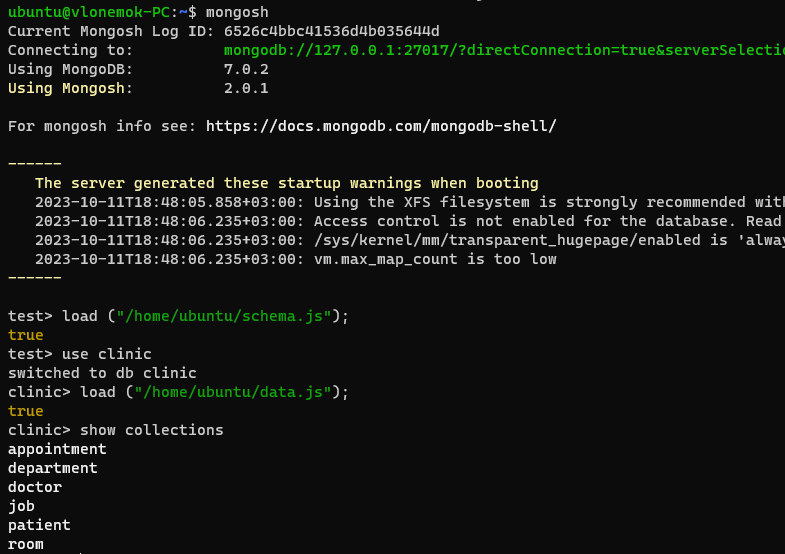 ubuntu@vlonemok-PC:~$ mongosh
Current Mongosh Log ID: 6526c4bbc41536d4b035644d
Connecting to: mongodb://127.0.0.1:27017/?directConnection=true&serverSelectio
Using MongoDB: 7.0.2
Using Mongosh: 2.0.1
For mongosh info see: https://docs.mongodb.com/mongodb-shell/
------
The server generated these startup warnings when booting
2023-10-11T18:48:05.858+03:00: Using the XFS filesystem is strongly recommended wit
2023-10-11T18:48:06.235+03:00: Access control is not enabled for the database. Read
2023-10-11T18:48:06.235+03:00: /sys/kernel/mm/transparent_hugepage/enabled is 'alway
2023-10-11T18:48:06.235+03:00: vm.max_map_count is too low
------
test> load ("/home/ubuntu/schema.js");
true
test> use clinic
switched to db clinic
clinic> load ("/home/ubuntu/data.js");
true
clinic> show collections
appointment
department
doctor
job
patient
room